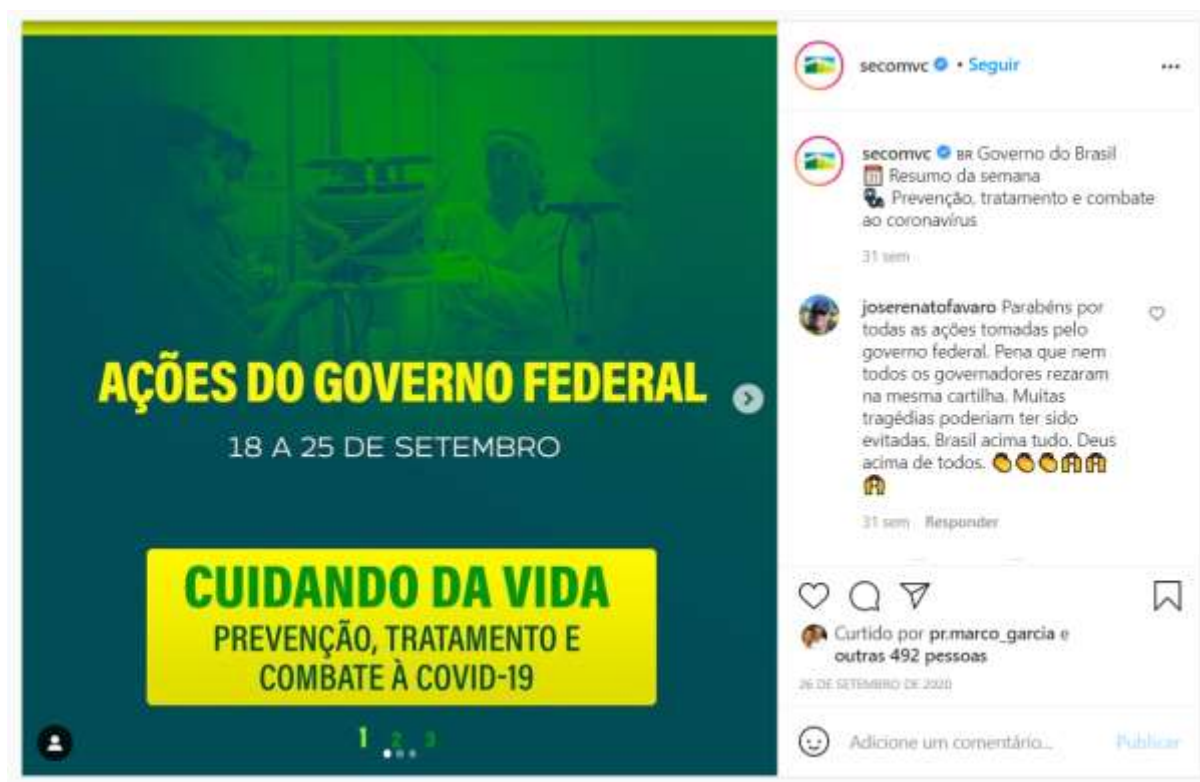 AÇÕES DO GOVERNO FEDERAL
18 A 25 DE SETEMBRO
CUIDANDO DA VIDA
PREVENÇÃO, TRATAMENTO E
COMBATE À COVID-19
1 2 3
secomvc • Seguir
secomvc BR Governo do Brasil
Resumo da semana
Prevenção, tratamento e combate
ao coronavírus
31 sem
joserenatofavaro Parabéns por
todas as ações tomadas pelo
governo federal. Pena que nem
todos os governadores rezaram
na mesma cartilha. Muitas
tragédias poderiam ter sido
evitadas. Brasil acima tudo. Deus
acima de todos. 👏👏👏🙌🙌
🙌
31 sem Responder
Curtido por pr.marco_garcia e
outras 492 pessoas
26 DE SETEMBRO DE 2020
Adicione um comentário... Publicar